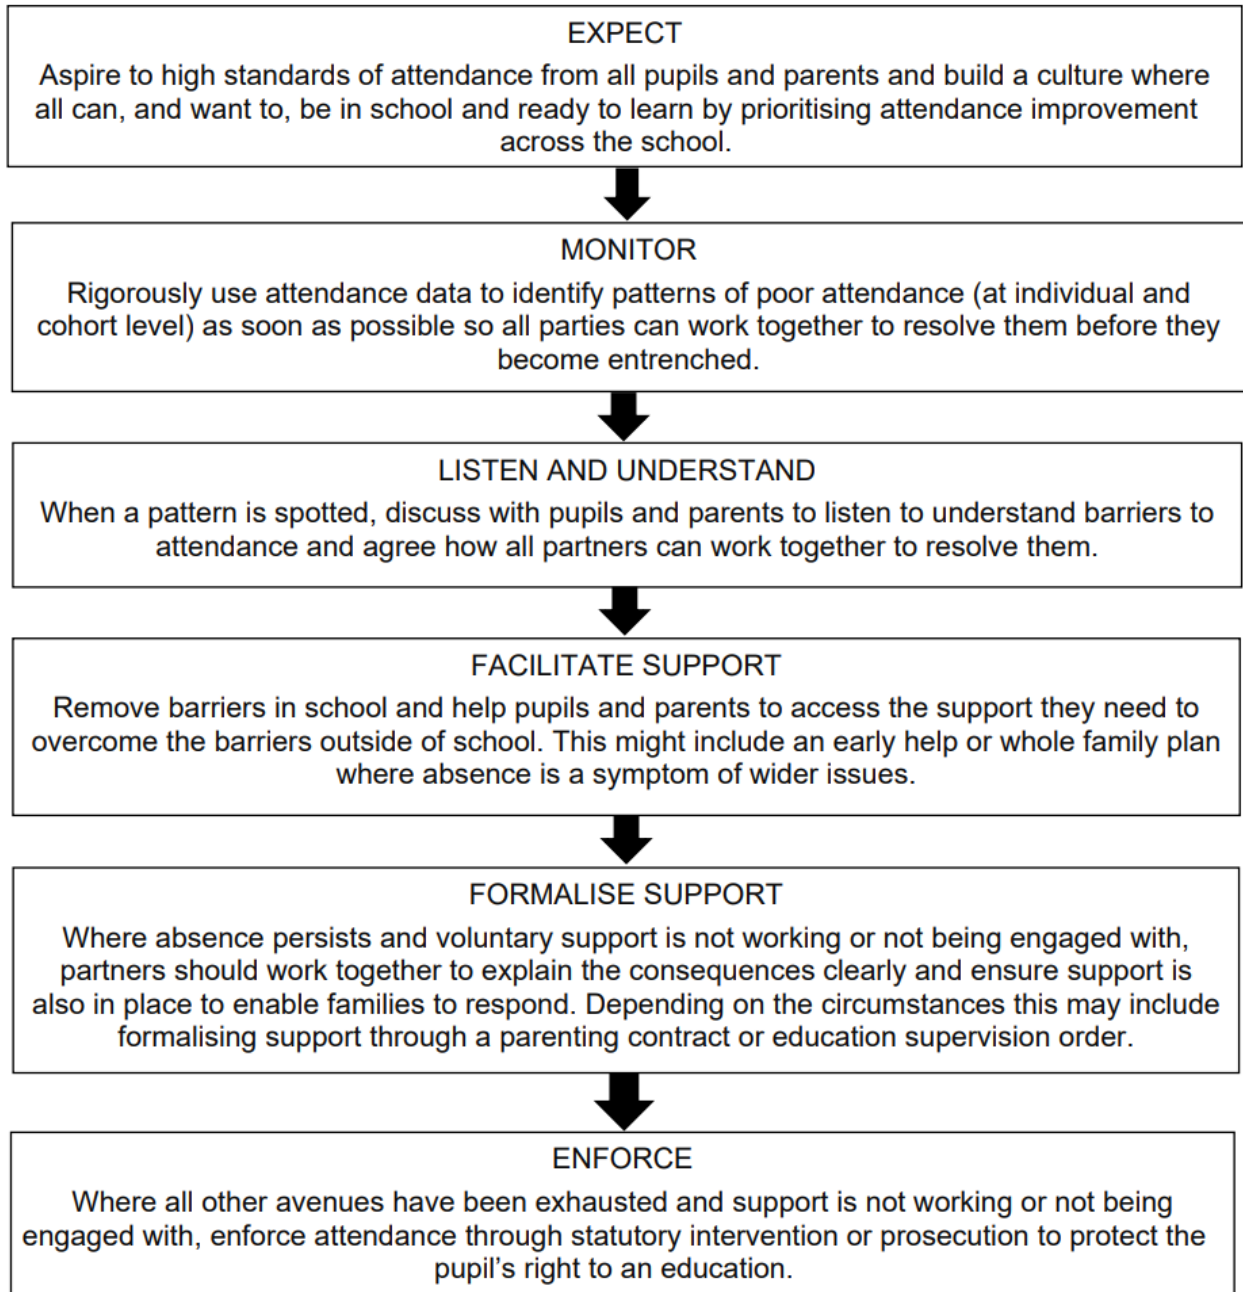 EXPECT
Aspire to high standards of attendance from all pupils and parents and build a culture where
all can, and want to, be in school and ready to learn by prioritising attendance improvement
across the school.
MONITOR
Rigorously use attendance data to identify patterns of poor attendance (at individual and
cohort level) as soon as possible so all parties can work together to resolve them before they
become entrenched.
LISTEN AND UNDERSTAND
When a pattern is spotted, discuss with pupils and parents to listen to understand barriers to
attendance and agree how all partners can work together to resolve them.
FACILITATE SUPPORT
Remove barriers in school and help pupils and parents to access the support they need to
overcome the barriers outside of school. This might include an early help or whole family plan
where absence is a symptom of wider issues.
FORMALISE SUPPORT
Where absence persists and voluntary support is not working or not being engaged with,
partners should work together to explain the consequences clearly and ensure support is
also in place to enable families to respond. Depending on the circumstances this may include
formalising support through a parenting contract or education supervision order.
ENFORCE
Where all other avenues have been exhausted and support is not working or not being
engaged with, enforce attendance through statutory intervention or prosecution to protect the
pupil's right to an education.